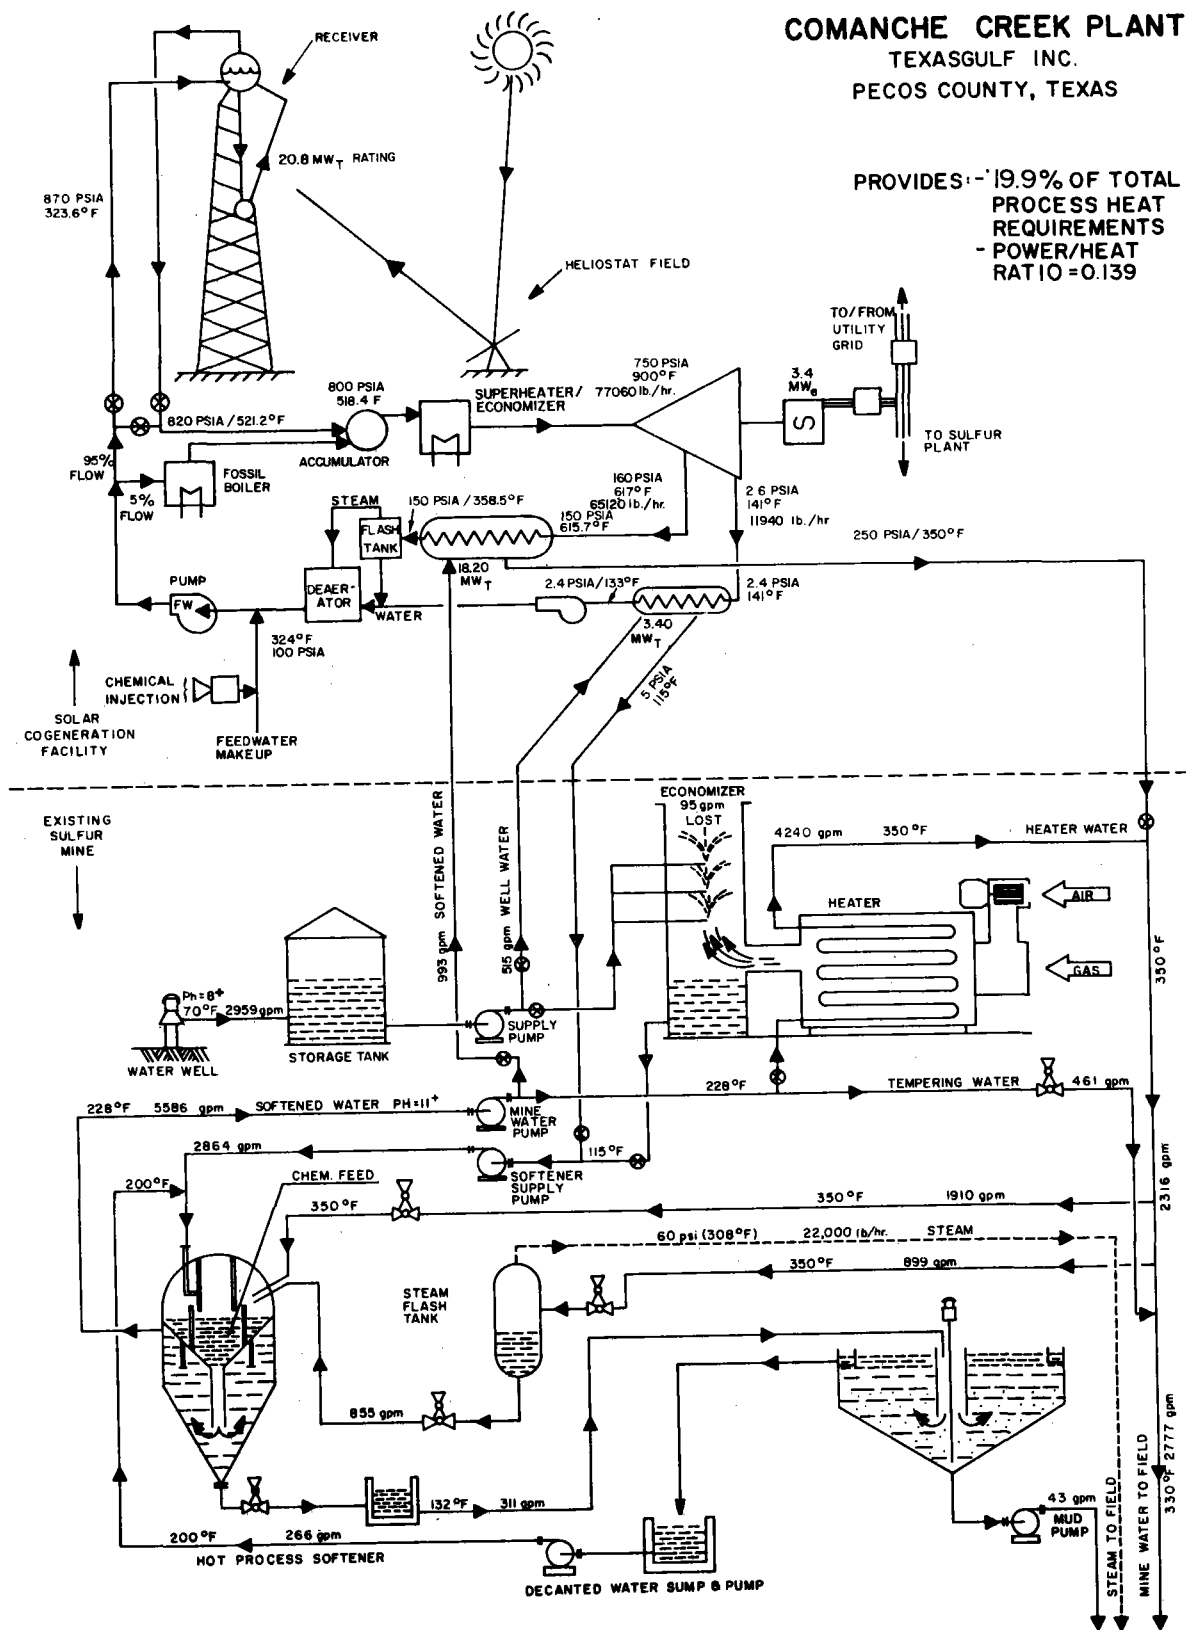 COMANCHE CREEK PLANT
TEXASGULF INC.
PECOS COUNTY, TEXAS
RECEIVER
20.8 MWT RATING
PROVIDES:- 19.9% OF TOTAL
PROCESS HEAT
REQUIREMENTS
- POWER/HEAT
RATIO = 0.139
870 PSIA
323.6°F
HELIOSTAT FIELD
TO/FROM
UTILITY
GRID
750 PSIA
900°F
77060 lb./hr.
3.4
MWe
S
800 PSIA
518.4 F
SUPERHEATER/
ECONOMIZER
820 PSIA/521.2°F
ACCUMULATOR
TO SULFUR
PLANT
95%
FLOW
FOSSIL
BOILER
5%
FLOW
STEAM
150 PSIA/358.5°F
160 PSIA
617°F
65120 lb./hr.
150 PSIA
615.7°F
2.6 PSIA
141°F
11940 lb./hr
250 PSIA/350°F
FLASH
TANK
18.20
MWT
PUMP
FW
DEAER-
ATOR
WATER
2.4 PSIA/133°F
2.4 PSIA
141°F
3.40
MWT
324°F
100 PSIA
5 PSIA
115°F
CHEMICAL
INJECTION
FEEDWATER
MAKEUP
SOLAR
COGENERATION
FACILITY
EXISTING
SULFUR
MINE
993 gpm SOFTENED WATER
515 gpm WELL WATER
ECONOMIZER
95 gpm
LOST
4240 gpm 350°F HEATER WATER
HEATER
AIR
GAS
350°F
Ph=8+
70°F 2959gpm
WATER WELL
STORAGE TANK
SUPPLY
PUMP
228°F
TEMPERING WATER
461 gpm
228°F 5586 gpm SOFTENED WATER PH=11+
MINE
WATER
PUMP
2864 gpm
115°F
SOFTENER
SUPPLY
PUMP
200°F
CHEM. FEED
350°F
350°F 1910 gpm
2316 gpm
60 psi (308°F) 22,000 lb/hr. STEAM
350°F 899 gpm
STEAM
FLASH
TANK
855 gpm
132°F 311 gpm
200°F 266 gpm
HOT PROCESS SOFTENER
DECANTED WATER SUMP & PUMP
43 gpm
MUD
PUMP
STEAM TO FIELD
MINE WATER TO FIELD
330°F 2777 gpm